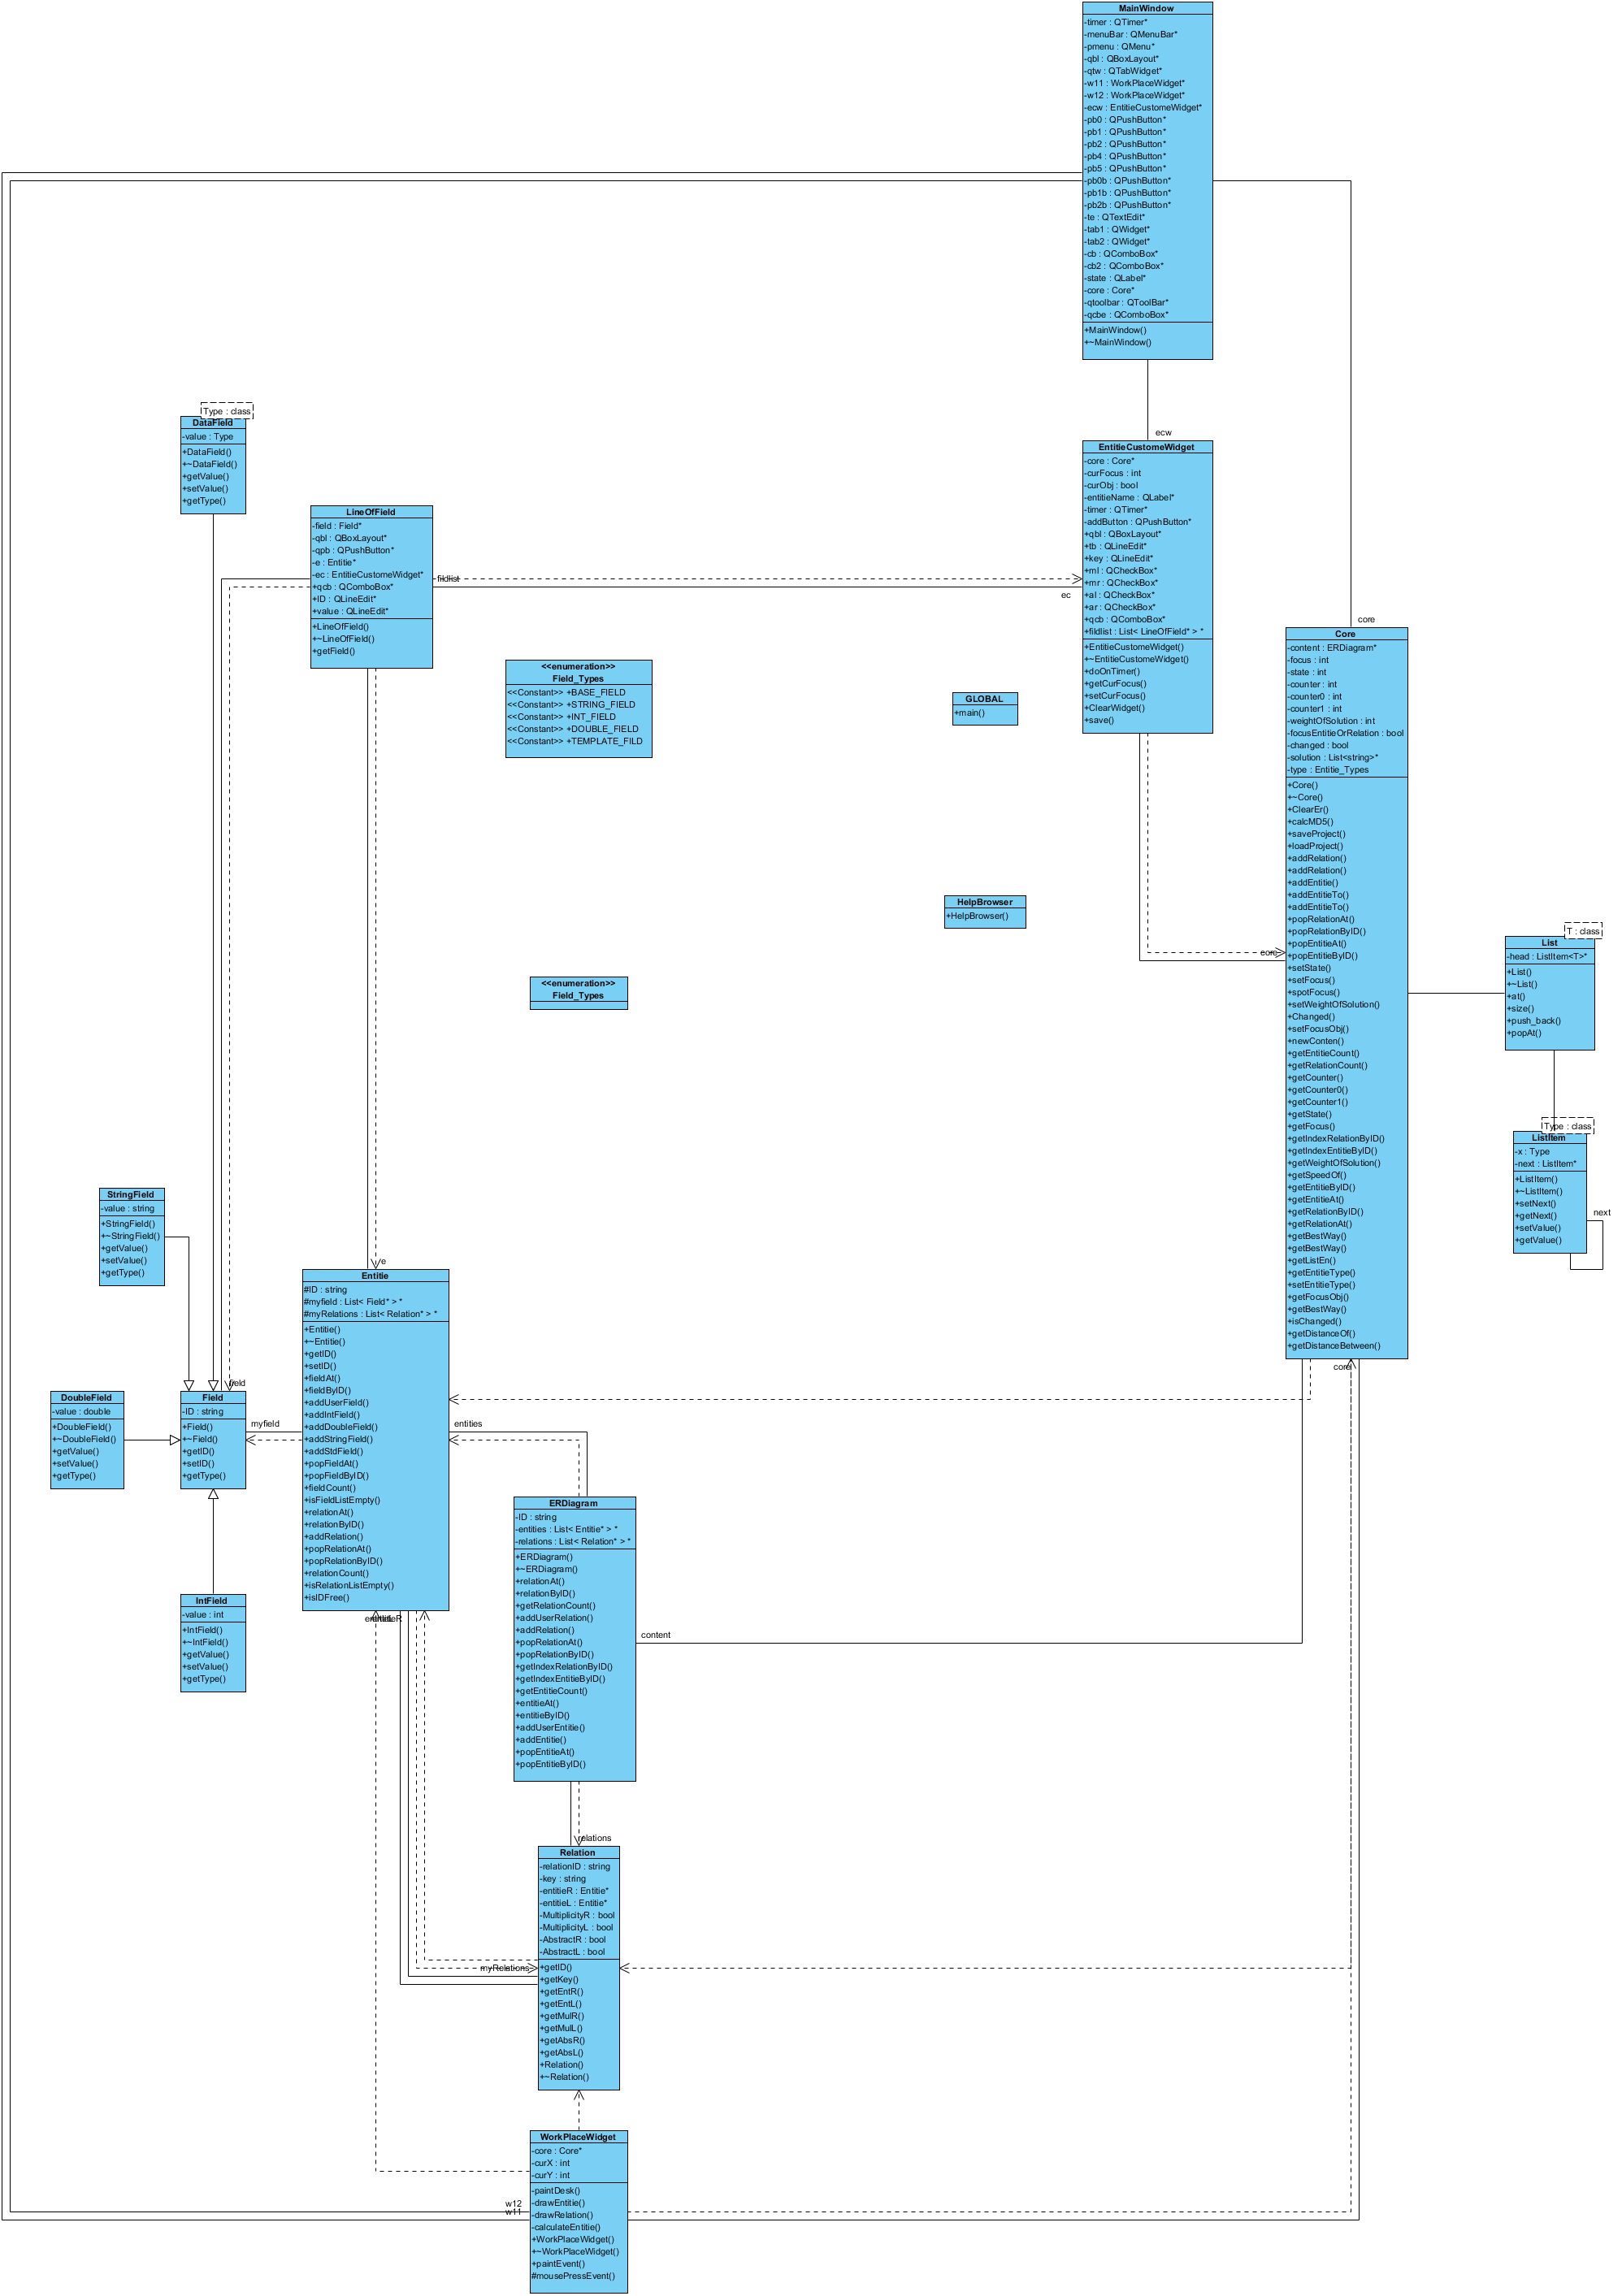 MainWindow
-timer : QTimer*
-menuBar : QMenuBar*
-pmenu : QMenu*
-qbl : QBoxLayout*
-qtw : QTabWidget*
-w11 : WorkPlaceWidget*
-w12 : WorkPlaceWidget*
-ecw : EntitieCustomeWidget*
-pb0 : QPushButton*
-pb1 : QPushButton*
-pb2 : QPushButton*
-pb4 : QPushButton*
-pb5 : QPushButton*
-pb0b : QPushButton*
-pb1b : QPushButton*
-pb2b : QPushButton*
-te : QTextEdit*
-tab1 : QWidget*
-tab2 : QWidget*
-cb : QComboBox*
-cb2 : QComboBox*
-state : QLabel*
-core : Core*
-qtoolbar : QToolBar*
-qcbe : QComboBox*
+MainWindow()
+~MainWindow()
Type : class
DataField
-value : Type
+DataField()
+~DataField()
+getValue()
+setValue()
+getType()
ecw
EntitieCustomeWidget
-core : Core*
-curFocus : int
-curObj : bool
-entitieName : QLabel*
-timer : QTimer*
-addButton : QPushButton*
+qbl : QBoxLayout*
+tb : QLineEdit*
+key : QLineEdit*
+ml : QCheckBox*
+mr : QCheckBox*
+al : QCheckBox*
+ar : QCheckBox*
+qcb : QComboBox*
+fildlist : List< LineOfField* > *
+EntitieCustomeWidget()
+~EntitieCustomeWidget()
+doOnTimer()
+getCurFocus()
+setCurFocus()
+ClearWidget()
+save()
LineOfField
-field : Field*
-qbl : QBoxLayout*
-qpb : QPushButton*
-e : Entitie*
-ec : EntitieCustomeWidget*
+qcb : QComboBox*
+ID : QLineEdit*
+value : QLineEdit*
+LineOfField()
+~LineOfField()
+getField()
fildlist
ec
<<enumeration>>
Field_Types
<<Constant>> +BASE_FIELD
<<Constant>> +STRING_FIELD
<<Constant>> +INT_FIELD
<<Constant>> +DOUBLE_FIELD
<<Constant>> +TEMPLATE_FILD
GLOBAL
+main()
core
Core
-content : ERDiagram*
-focus : int
-state : int
-counter : int
-counter0 : int
-counter1 : int
-weightOfSolution : int
-focusEntitieOrRelation : bool
-changed : bool
-solution : List<string>*
-type : Entitie_Types
+Core()
+~Core()
+ClearEr()
+calcMD5()
+saveProject()
+loadProject()
+addRelation()
+addRelation()
+addEntitie()
+addEntitieTo()
+addEntitieTo()
+popRelationAt()
+popRelationByID()
+popEntitieAt()
+popEntitieByID()
+setState()
+setFocus()
+spotFocus()
+setWeightOfSolution()
+Changed()
+setFocusObj()
+newConten()
+getEntitieCount()
+getRelationCount()
+getCounter()
+getCounter0()
+getCounter1()
+getState()
+getFocus()
+getIndexRelationByID()
+getIndexEntitieByID()
+getWeightOfSolution()
+getSpeedOf()
+getEntitieByID()
+getEntitieAt()
+getRelationByID()
+getRelationAt()
+getBestWay()
+getBestWay()
+getListEn()
+getEntitieType()
+setEntitieType()
+getFocusObj()
+getBestWay()
+isChanged()
+getDistanceOf()
+getDistanceBetween()
core
HelpBrowser
+HelpBrowser()
<<enumeration>>
Field_Types
T : class
List
-head : ListItem<T>*
+List()
+~List()
+at()
+size()
+push_back()
+popAt()
Type : class
ListItem
-x : Type
-next : ListItem*
+ListItem()
+~ListItem()
+setNext()
+getNext()
+setValue()
+getValue()
next
StringField
-value : string
+StringField()
+~StringField()
+getValue()
+setValue()
+getType()
e
Entitie
#ID : string
#myfield : List< Field* > *
#myRelations : List< Relation* > *
+Entitie()
+~Entitie()
+getID()
+setID()
+fieldAt()
+fieldByID()
+addUserField()
+addIntField()
+addDoubleField()
+addStringField()
+addStdField()
+popFieldAt()
+popFieldByID()
+fieldCount()
+isFieldListEmpty()
+relationAt()
+relationByID()
+addRelation()
+popRelationAt()
+popRelationByID()
+relationCount()
+isRelationListEmpty()
+isIDFree()
core
field
DoubleField
-value : double
+DoubleField()
+~DoubleField()
+getValue()
+setValue()
+getType()
Field
-ID : string
+Field()
+~Field()
+getID()
+setID()
+getType()
myfield
entities
ERDiagram
-ID : string
-entities : List< Entitie* > *
-relations : List< Relation* > *
+ERDiagram()
+~ERDiagram()
+relationAt()
+relationByID()
+getRelationCount()
+addUserRelation()
+addRelation()
+popRelationAt()
+popRelationByID()
+getIndexRelationByID()
+getIndexEntitieByID()
+getEntitieCount()
+entitieAt()
+entitieByID()
+addUserEntitie()
+addEntitie()
+popEntitieAt()
+popEntitieByID()
IntField
-value : int
+IntField()
+~IntField()
+getValue()
+setValue()
+getType()
entitieR
content
relations
Relation
-relationID : string
-key : string
-entitieR : Entitie*
-entitieL : Entitie*
-MultiplicityR : bool
-MultiplicityL : bool
-AbstractR : bool
-AbstractL : bool
+getID()
+getKey()
+getEntR()
+getEntL()
+getMulR()
+getMulL()
+getAbsR()
+getAbsL()
+Relation()
+~Relation()
myRelations
WorkPlaceWidget
-core : Core*
-curX : int
-curY : int
-paintDesk()
-drawEntitie()
-drawRelation()
-calculateEntitie()
+WorkPlaceWidget()
+~WorkPlaceWidget()
+paintEvent()
#mousePressEvent()
w12
w11